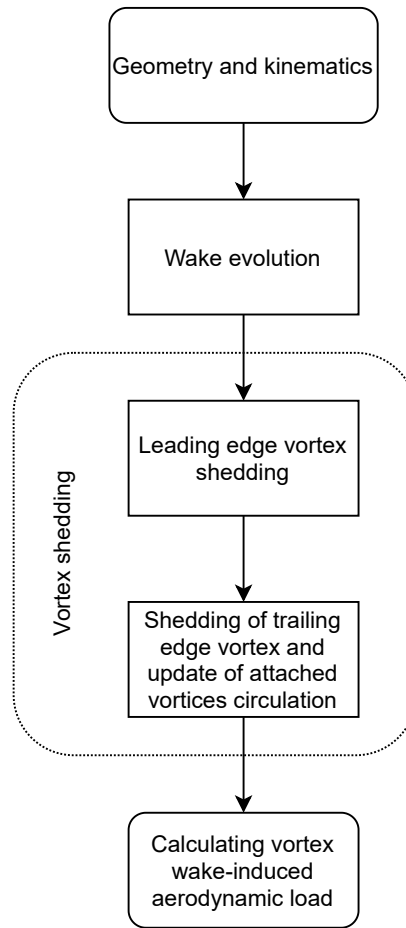 Geometry and kinematics
Wake evolution
Vortex shedding
Leading edge vortex
shedding
Shedding of trailing
edge vortex and
update of attached
vortices circulation
Calculating vortex
wake-induced
aerodynamic load